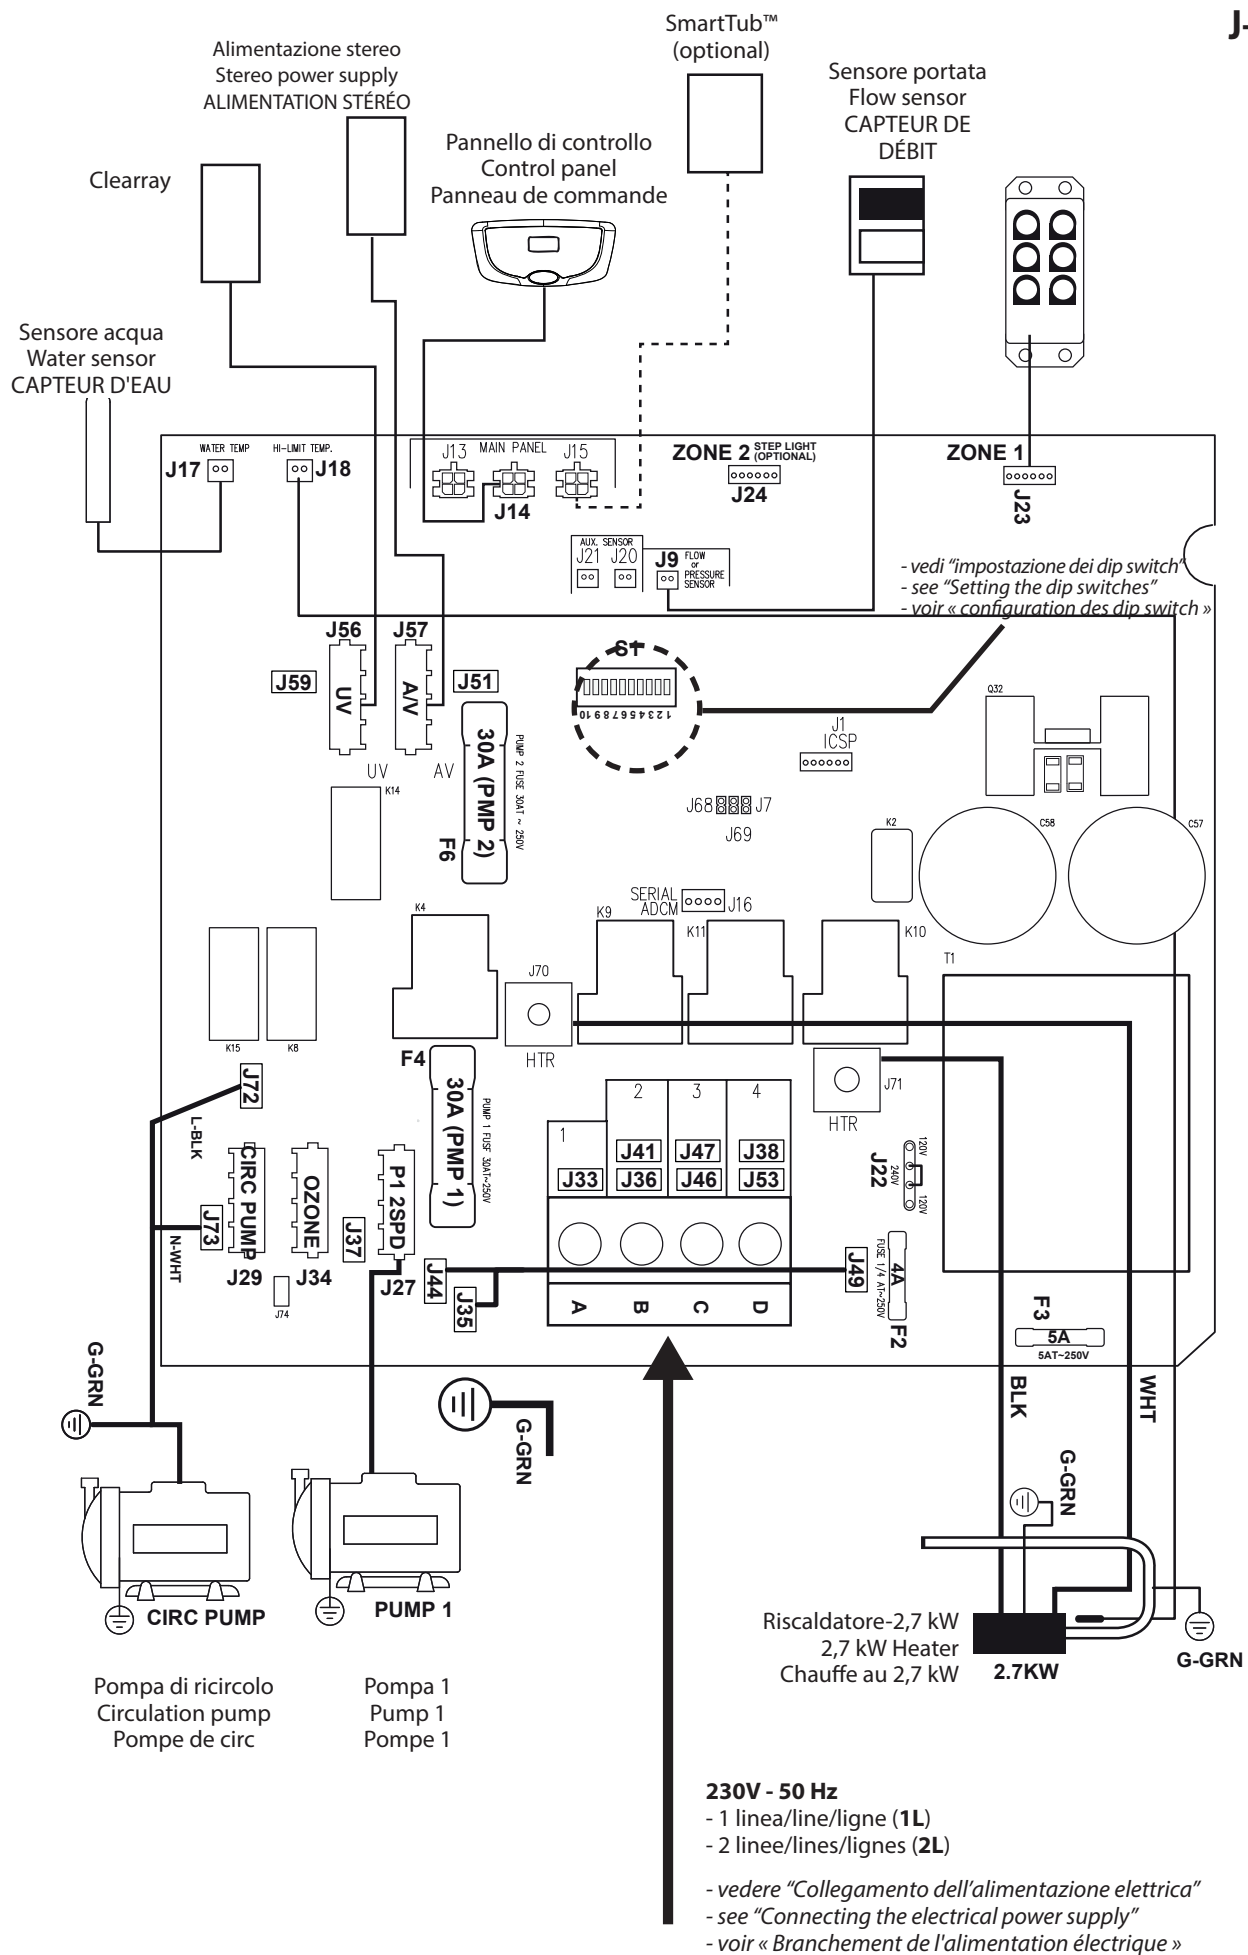 J-
SmartTub™
(optional)
Alimentazione stereo
Stereo power supply
ALIMENTATION STÉRÉO
Sensore portata
Flow sensor
CAPTEUR DE
DÉBIT
Pannello di controllo
Control panel
Panneau de commande
Clearray
Sensore acqua
Water sensor
CAPTEUR D'EAU
WATER TEMP
J17
HI-LIMIT TEMP.
J18
J13
MAIN PANEL
J15
J14
ZONE 2
STEP LIGHT
(OPTIONAL)
J24
ZONE 1
J23
AUX. SENSOR
J21
J20
J9
FLOW
or
PRESSURE
SENSOR
- vedi “impostazione dei dip switch”
- see “Setting the dip switches”
- voir « configuration des dip switch »
J56
J57
J59
UV
A/V
J51
S1
1 2 3 4 5 6 7 8 9 10
Q32
J1
ICSP
UV
AV
K14
30A (PMP 2)
PUMP 2 FUSE 30AT ~ 250V
F6
J68
J7
J69
K2
C58
C57
SERIAL
ADCM
J16
K4
K9
K11
K10
T1
J70
HTR
K15
K8
F4
30A (PMP 1)
PUMP 1 FUSF 30AT~250V
J71
HTR
J72
L-BLK
1
2
3
4
J33
J41
J36
J47
J46
J38
J53
J22
120V
240V
120V
CIRC PUMP
OZONE
P1 2SPD
J73
N-WHT
J29
J34
J37
J27
J74
J44
J35
A
B
C
D
J49
4A
FUSE 1/4 AT~250V
F2
F3
5A
5AT~250V
G-GRN
G-GRN
BLK
WHT
G-GRN
CIRC PUMP
PUMP 1
Riscaldatore-2,7 kW
2,7 kW Heater
Chauffe au 2,7 kW
2.7KW
G-GRN
Pompa di ricircolo
Circulation pump
Pompe de circ
Pompa 1
Pump 1
Pompe 1
230V - 50 Hz
- 1 linea/line/ligne (1L)
- 2 linee/lines/lignes (2L)
- vedere “Collegamento dell’alimentazione elettrica”
- see “Connecting the electrical power supply”
- voir « Branchement de l'alimentation électrique »